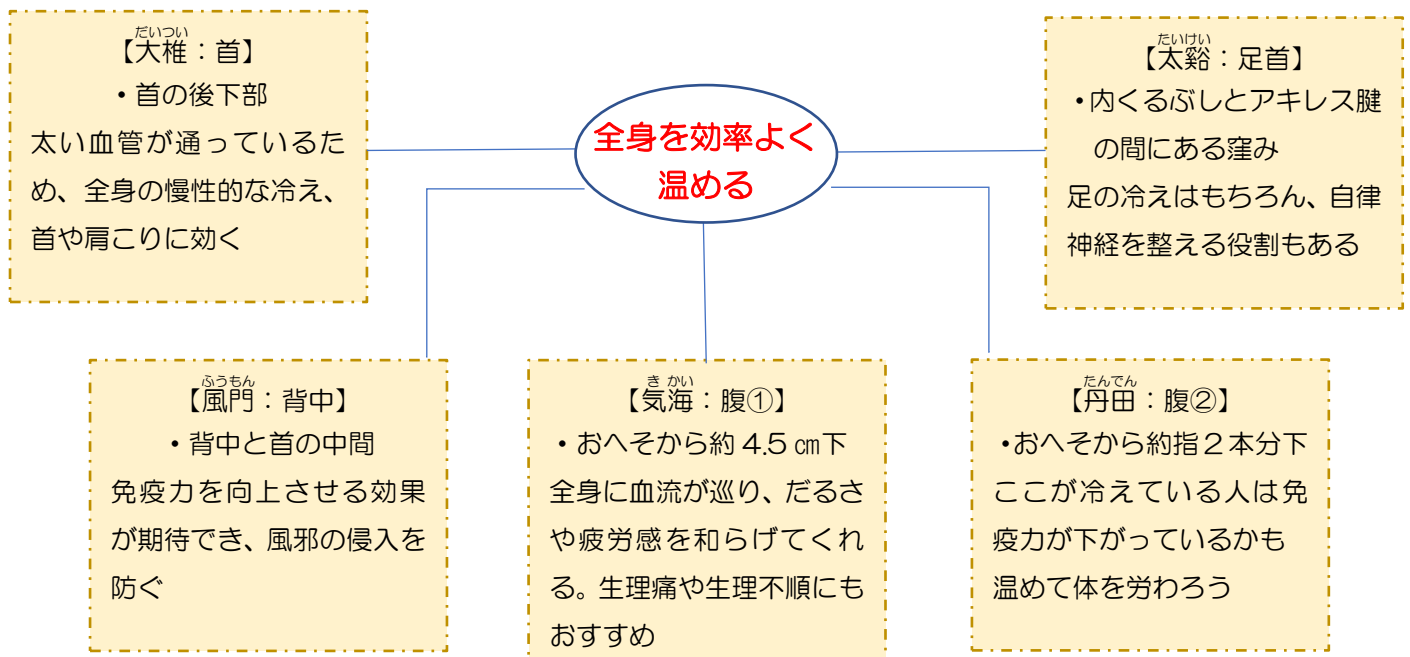 だいつい
【大椎：首】
・首の後下部
太い血管が通っているた
め、全身の慢性的な冷え、
首や肩こりに効く
全身を効率よく
温める
たいけい
【太谿：足首】
・内くるぶしとアキレス腱
の間にある窪み
足の冷えはもちろん、自律
神経を整える役割もある
ふうもん
【風門：背中】
・背中と首の中間
免疫力を向上させる効果
が期待でき、風邪の侵入を
防ぐ
き かい
【気海：腹①】
・おへそから約 4.5 ㎝下
全身に血流が巡り、だるさ
や疲労感を和らげてくれ
る。生理痛や生理不順にも
おすすめ
たんでん
【丹田：腹②】
・おへそから約指２本分下
ここが冷えている人は免
疫力が下がっているかも
温めて体を労わろう